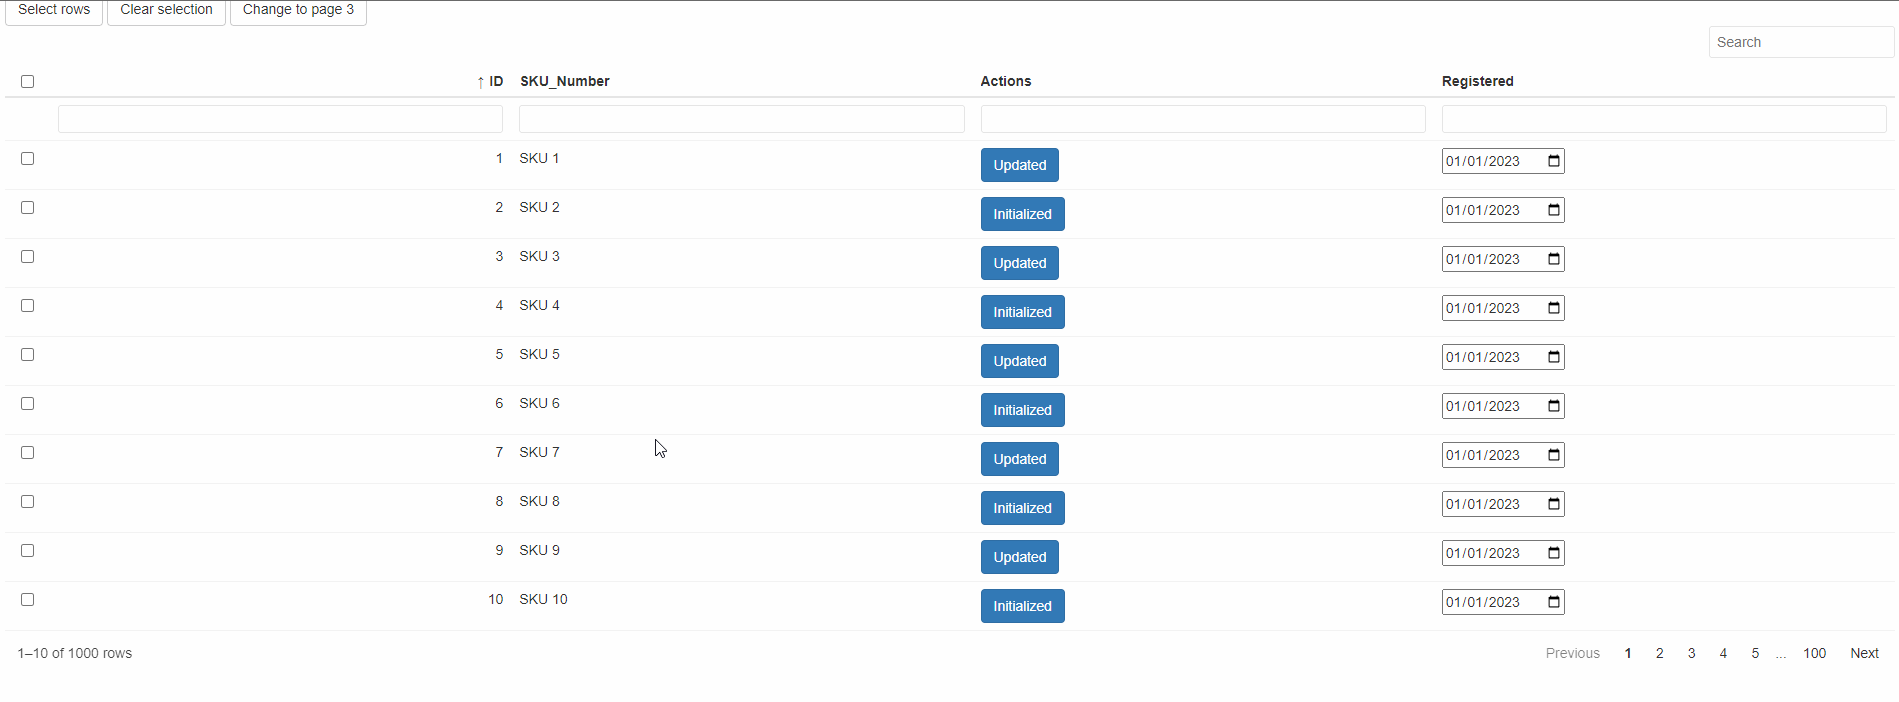 Select rows Clear selection Change to page 3
Search
↑ ID SKU_Number Actions Registered
1 SKU 1 Updated 01/01/2023
2 SKU 2 Initialized 01/01/2023
3 SKU 3 Updated 01/01/2023
4 SKU 4 Initialized 01/01/2023
5 SKU 5 Updated 01/01/2023
6 SKU 6 Initialized 01/01/2023
7 SKU 7 Updated 01/01/2023
8 SKU 8 Initialized 01/01/2023
9 SKU 9 Updated 01/01/2023
10 SKU 10 Initialized 01/01/2023
1–10 of 1000 rows Previous 1 2 3 4 5 ... 100 Next